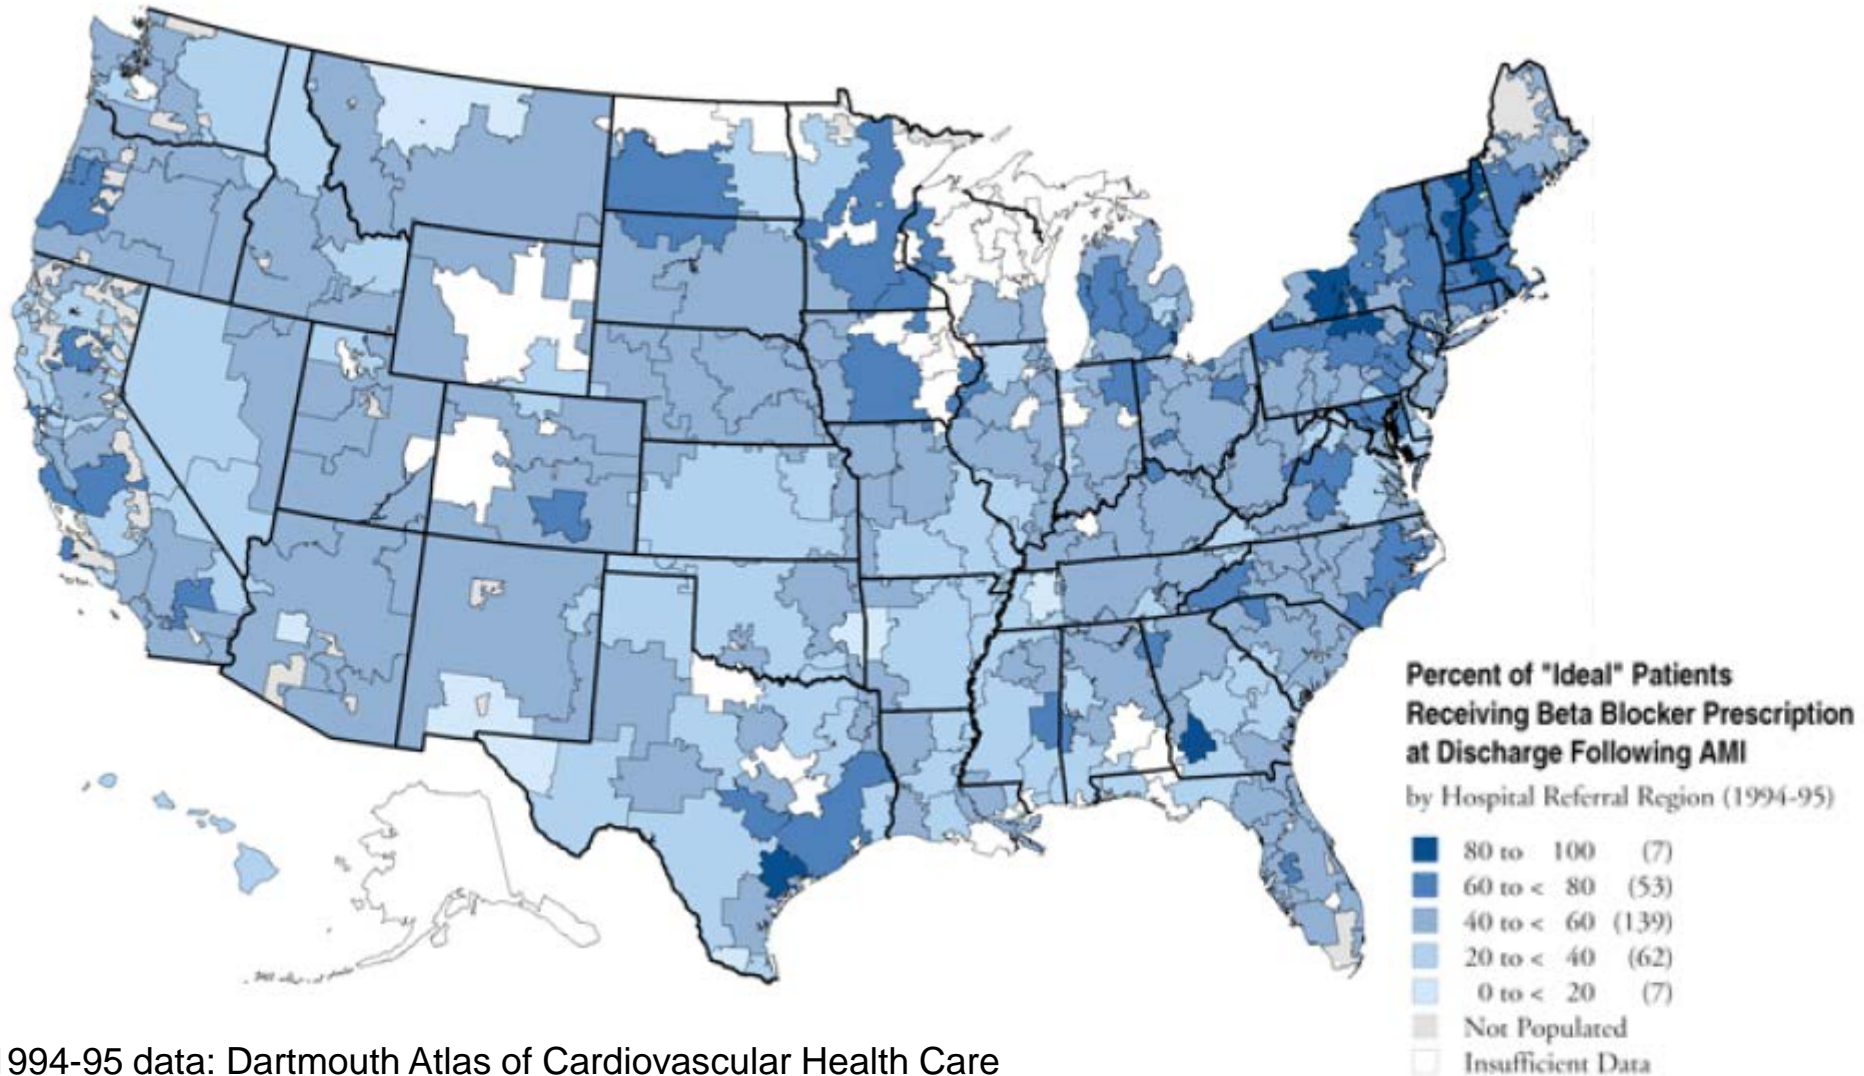 Percent of "Ideal" Patients
Receiving Beta Blocker Prescription
at Discharge Following AMI
by Hospital Referral Region (1994-95)
80 to 100 (7)
60 to < 80 (53)
40 to < 60 (139)
20 to < 40 (62)
0 to < 20 (7)
Not Populated
Insufficient Data
1994-95 data: Dartmouth Atlas of Cardiovascular Health Care